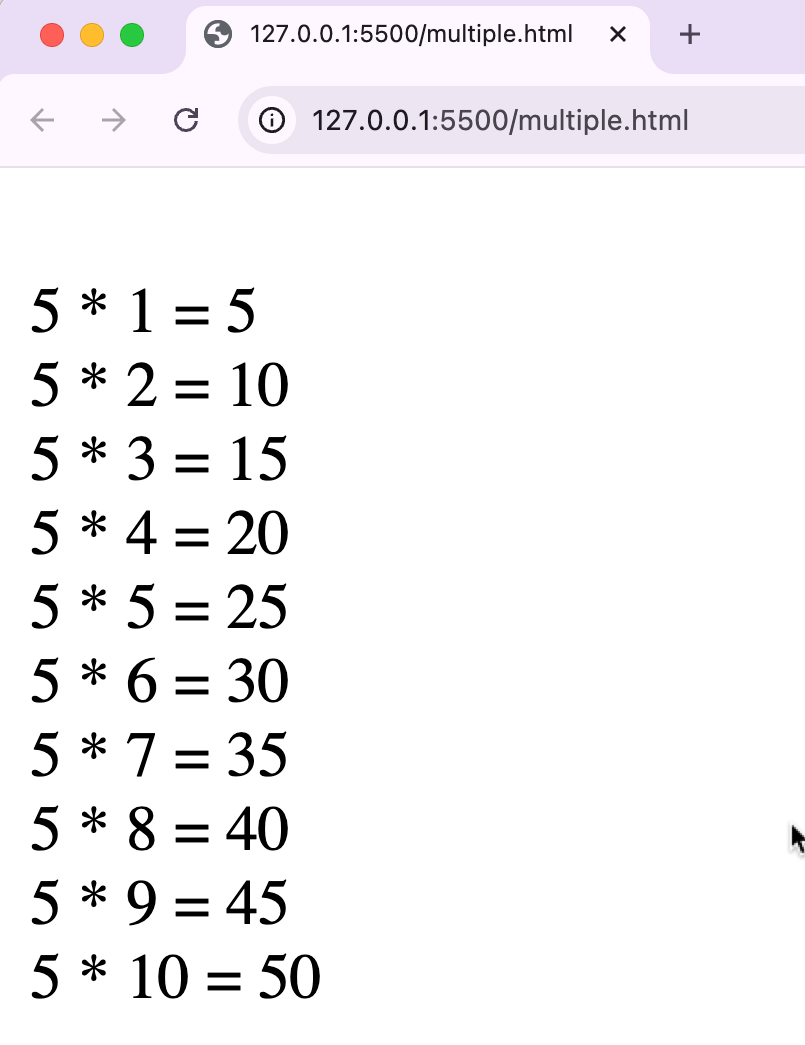 127.0.0.1:5500/multiple.html
127.0.0.1:5500/multiple.html
5 * 1 = 5
5 * 2 = 10
5 * 3 = 15
5 * 4 = 20
5 * 5 = 25
5 * 6 = 30
5 * 7 = 35
5 * 8 = 40
5 * 9 = 45
5 * 10 = 50